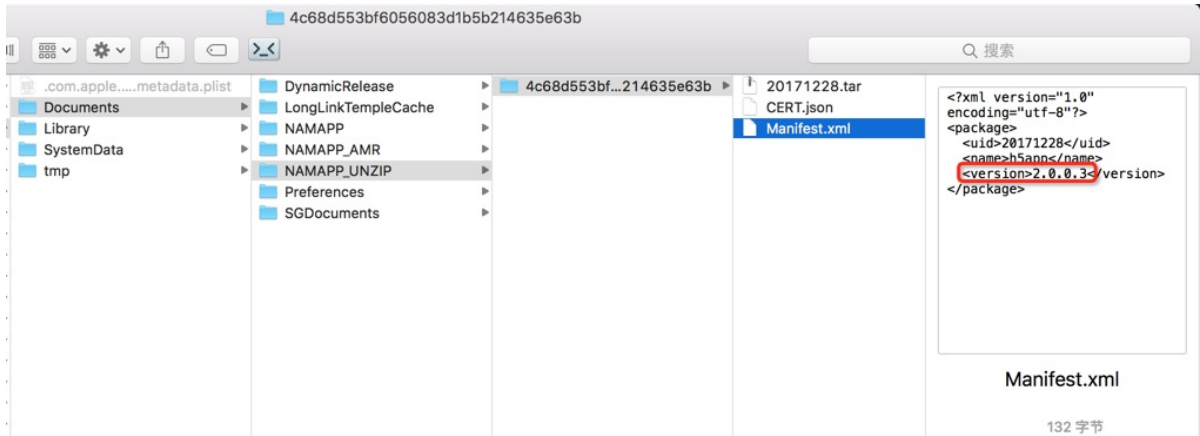 4c68d553bf6056083d1b5b214635e63b
搜索
.com.apple.....metadata.plist
Documents
Library
SystemData
tmp
DynamicRelease
LongLinkTempleCache
NAMAPP
NAMAPP_AMR
NAMAPP_UNZIP
Preferences
SGDocuments
4c68d553bf...214635e63b
20171228.tar
CERT.json
Manifest.xml
<?xml version="1.0"
encoding="utf-8"?>
<package>
<uid>20171228</uid>
<name>h5app</name>
<version>2.0.0.3</version>
</package>
Manifest.xml
132 字节